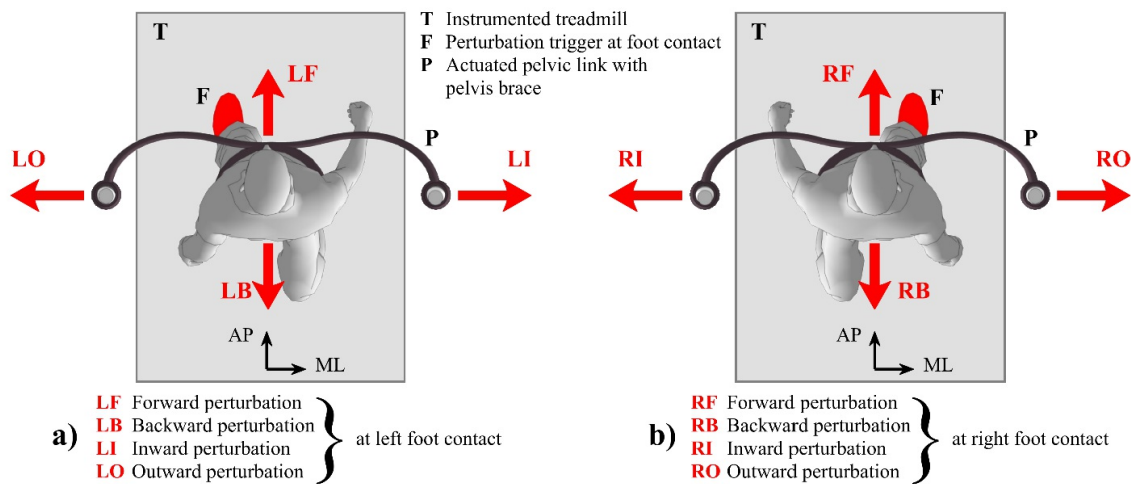 T
T Instrumented treadmill
F Perturbation trigger at foot contact
P Actuated pelvic link with
pelvis brace
T
LF
F
P
LO
LI
LB
AP
ML
RF
F
P
RI
RO
RB
AP
ML
a)
LF Forward perturbation
LB Backward perturbation
LI Inward perturbation
LO Outward perturbation
at left foot contact
b)
RF Forward perturbation
RB Backward perturbation
RI Inward perturbation
RO Outward perturbation
at right foot contact